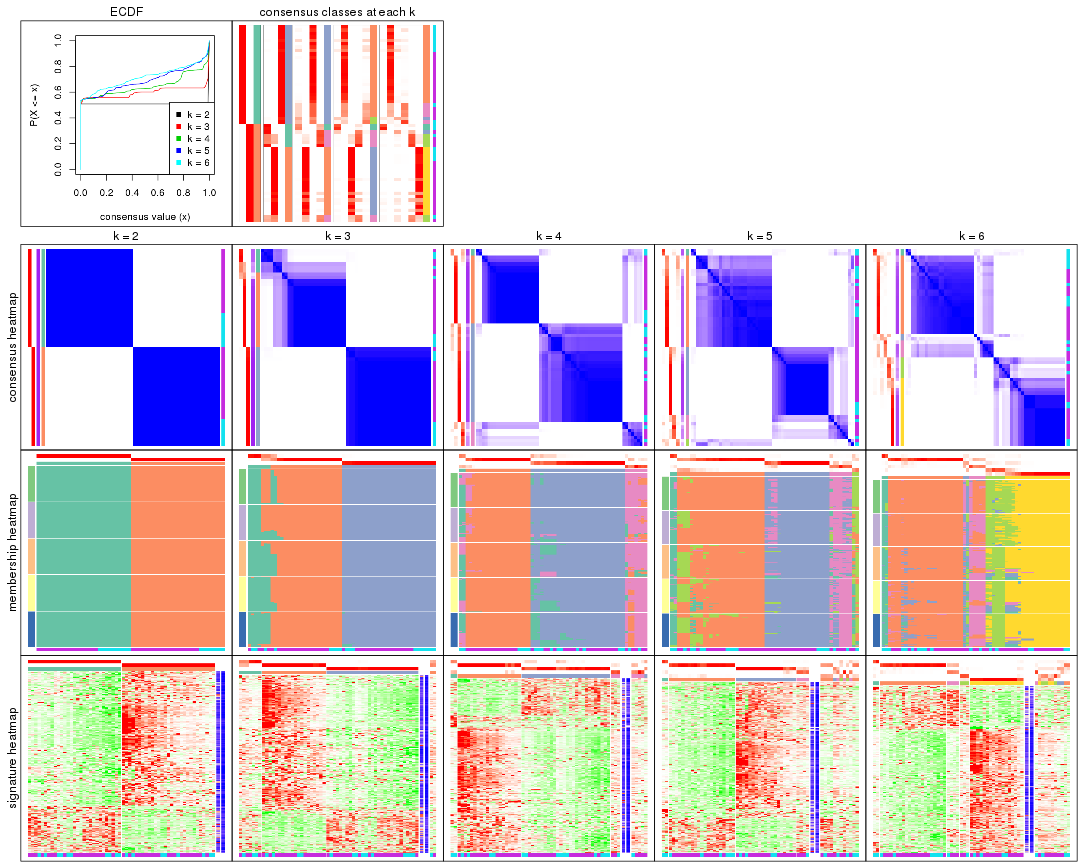 ECDF
consensus classes at each k
P(X <= x)
0.0 0.2 0.4 0.6 0.8 1.0
k = 2
k = 3
k = 4
k = 5
k = 6
0.0 0.2 0.4 0.6 0.8 1.0
consensus value (x)
k = 2
k = 3
k = 4
k = 5
k = 6
consensus heatmap
membership heatmap
signature heatmap